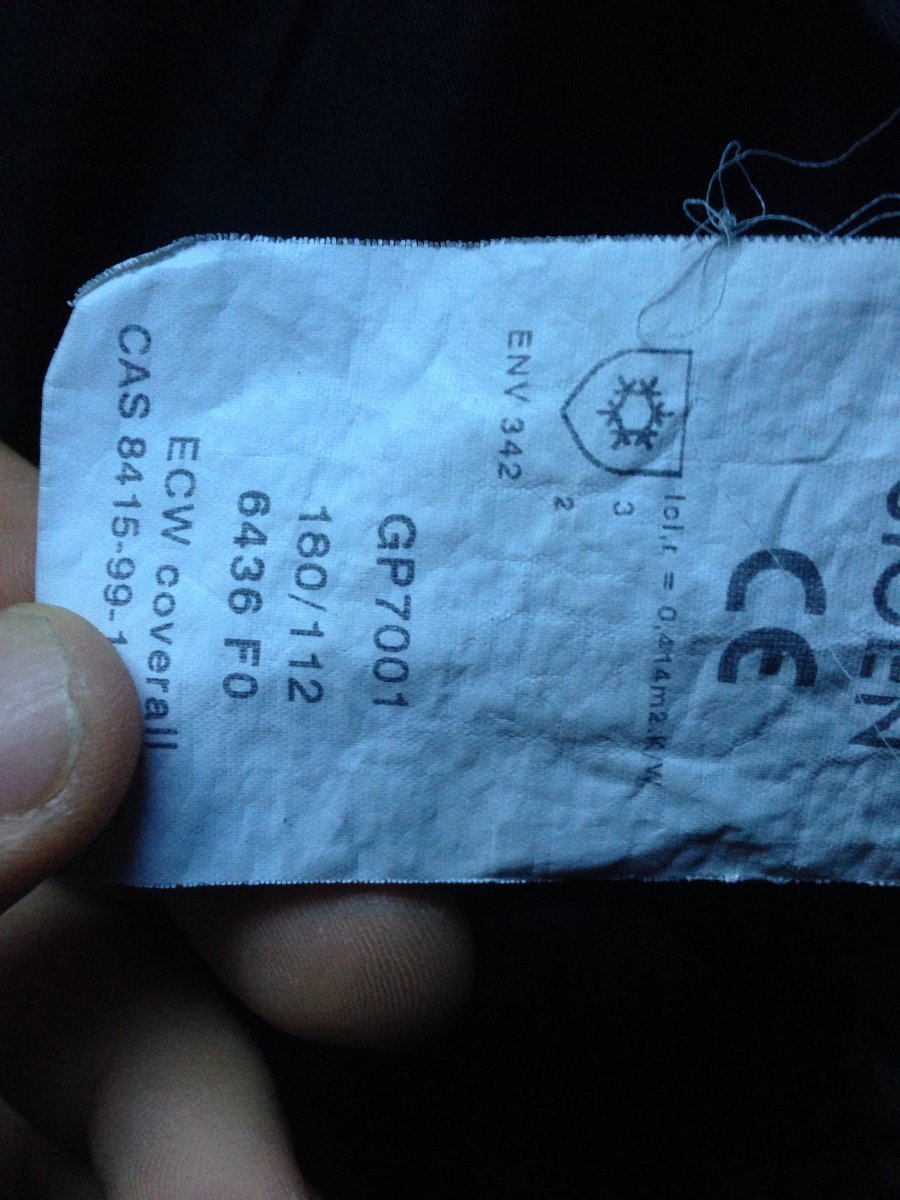 SIOEN
CE
Icl,r = 0,414m2.K/W
3
2
ENV 342
GP7001
180/112
6436 F0
ECW coverall
CAS 8415-99-1